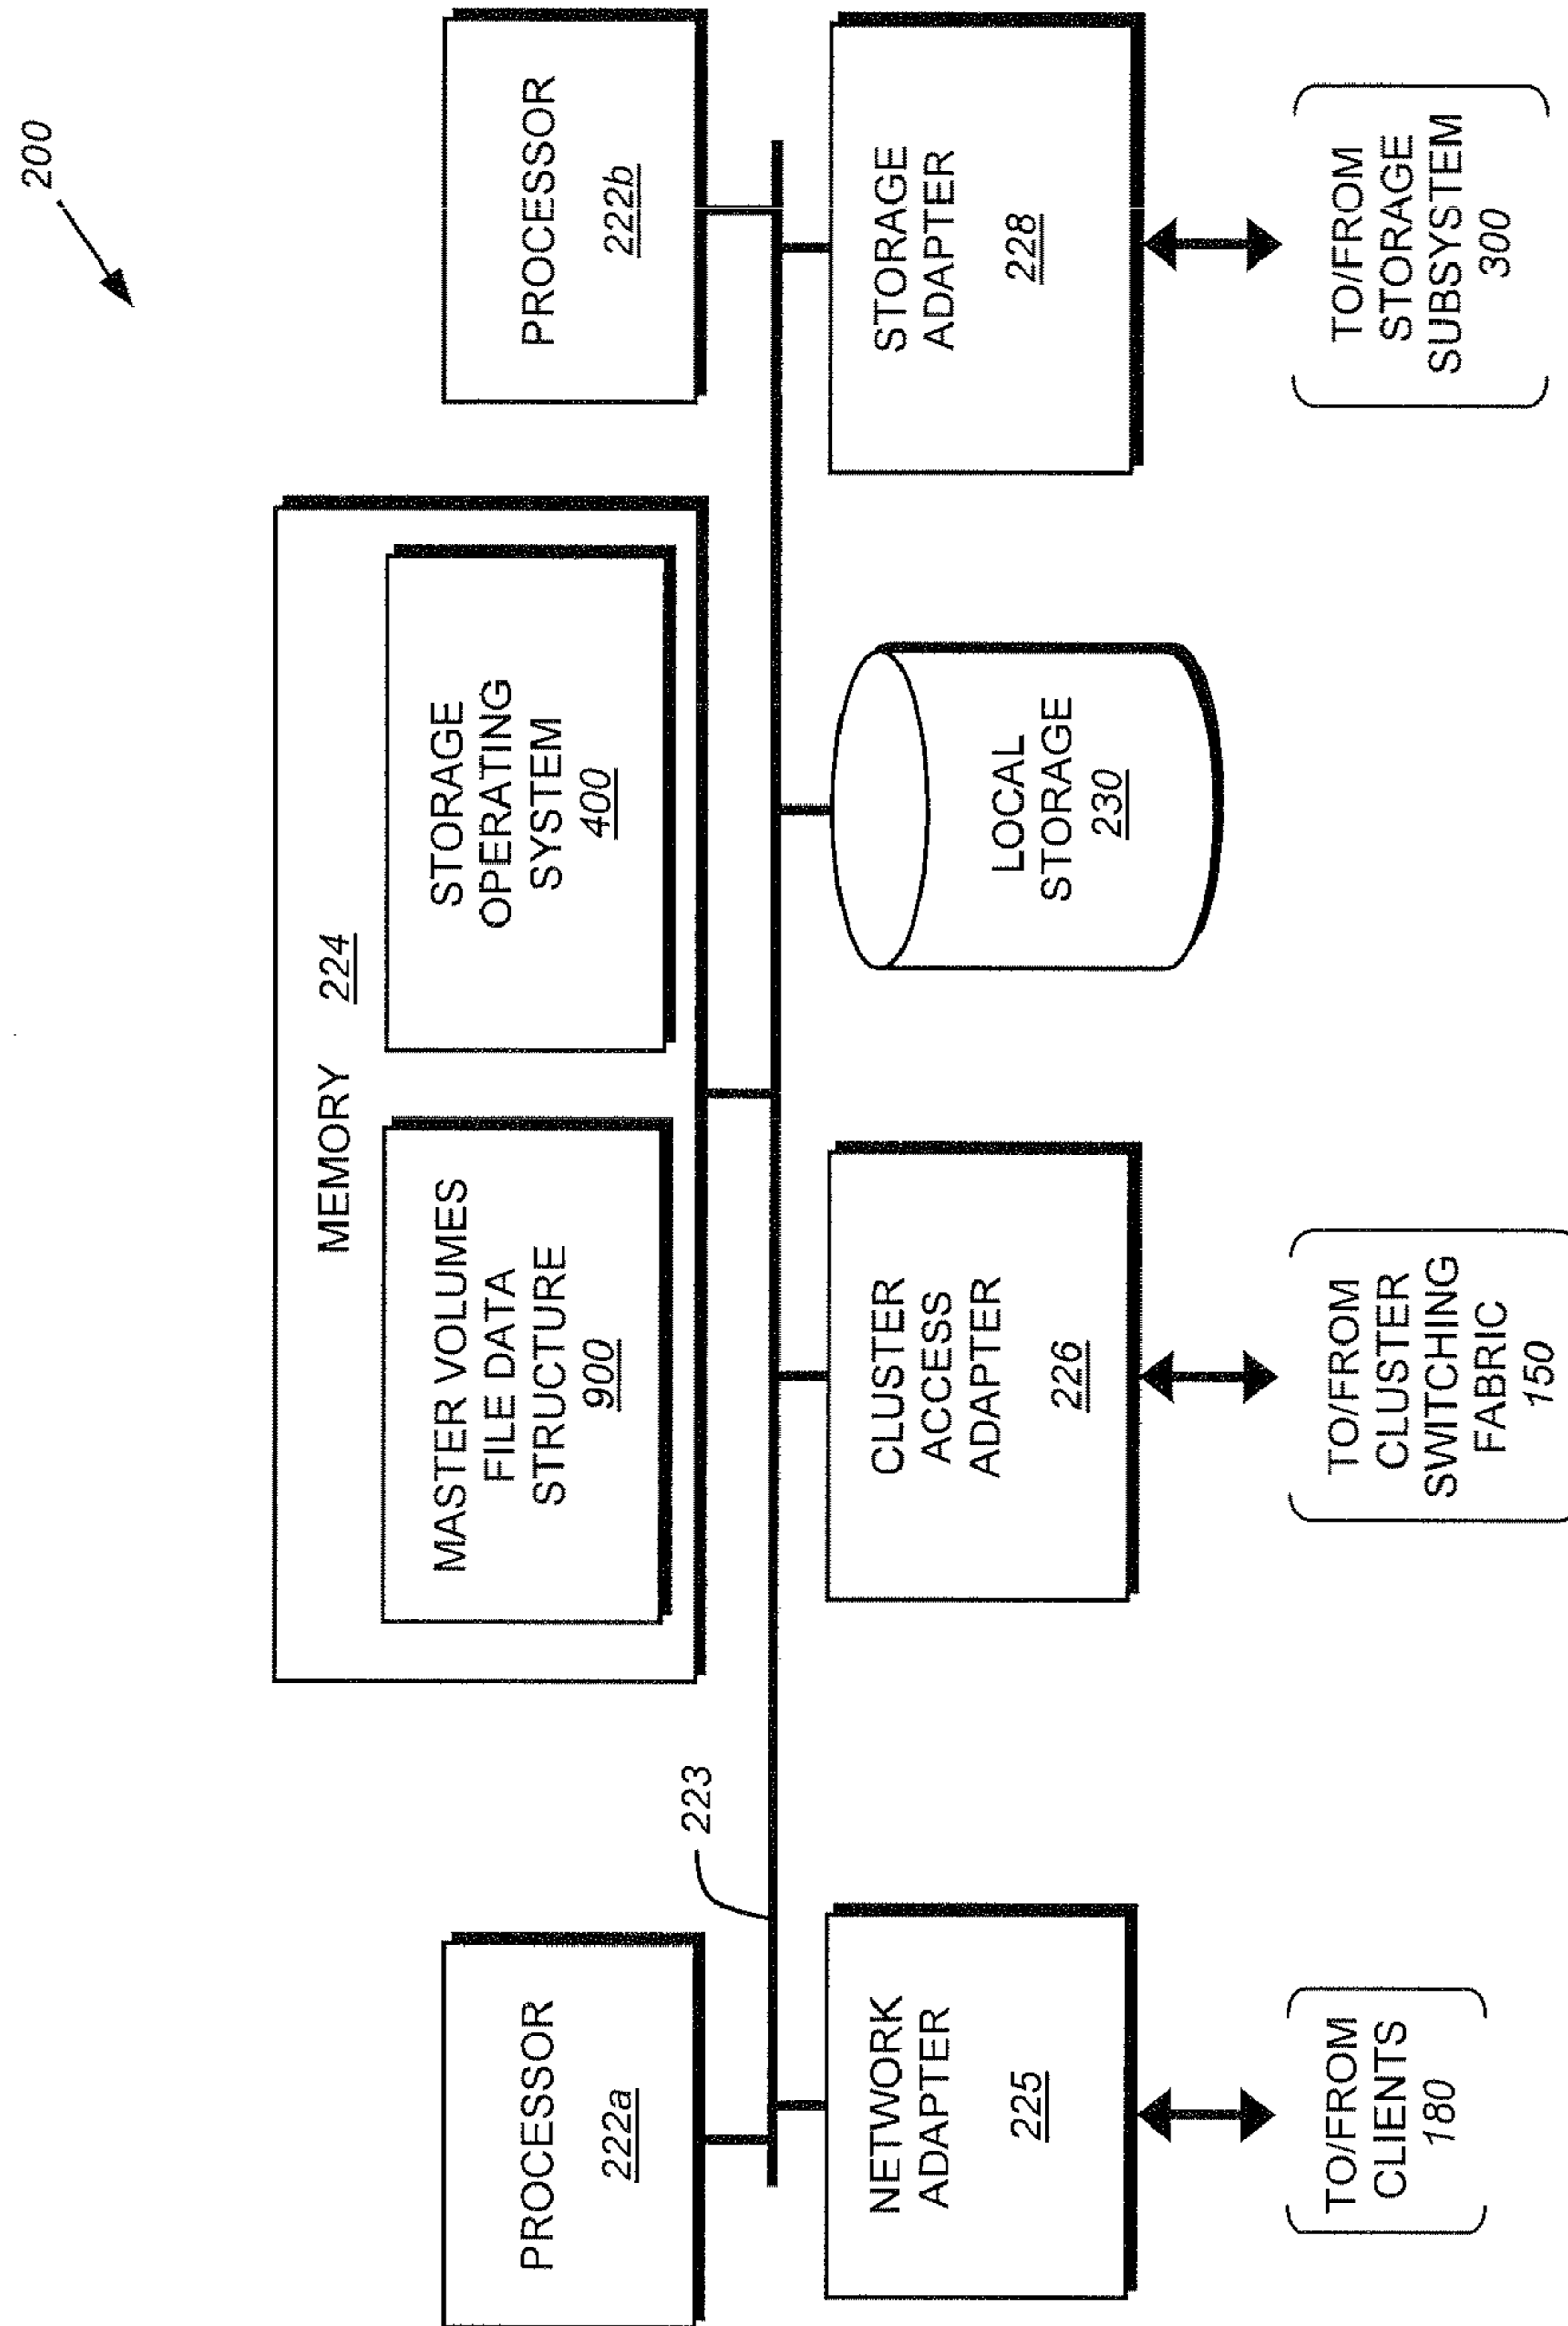 200
PROCESSOR
222a
MEMORY 224
MASTER VOLUMES
FILE DATA
STRUCTURE
900
STORAGE
OPERATING
SYSTEM
400
PROCESSOR
222b
223
NETWORK
ADAPTER
225
CLUSTER
ACCESS
ADAPTER
226
LOCAL
STORAGE
230
STORAGE
ADAPTER
228
TO/FROM
CLIENTS
180
TO/FROM
CLUSTER
SWITCHING
FABRIC
150
TO/FROM
STORAGE
SUBSYSTEM
300